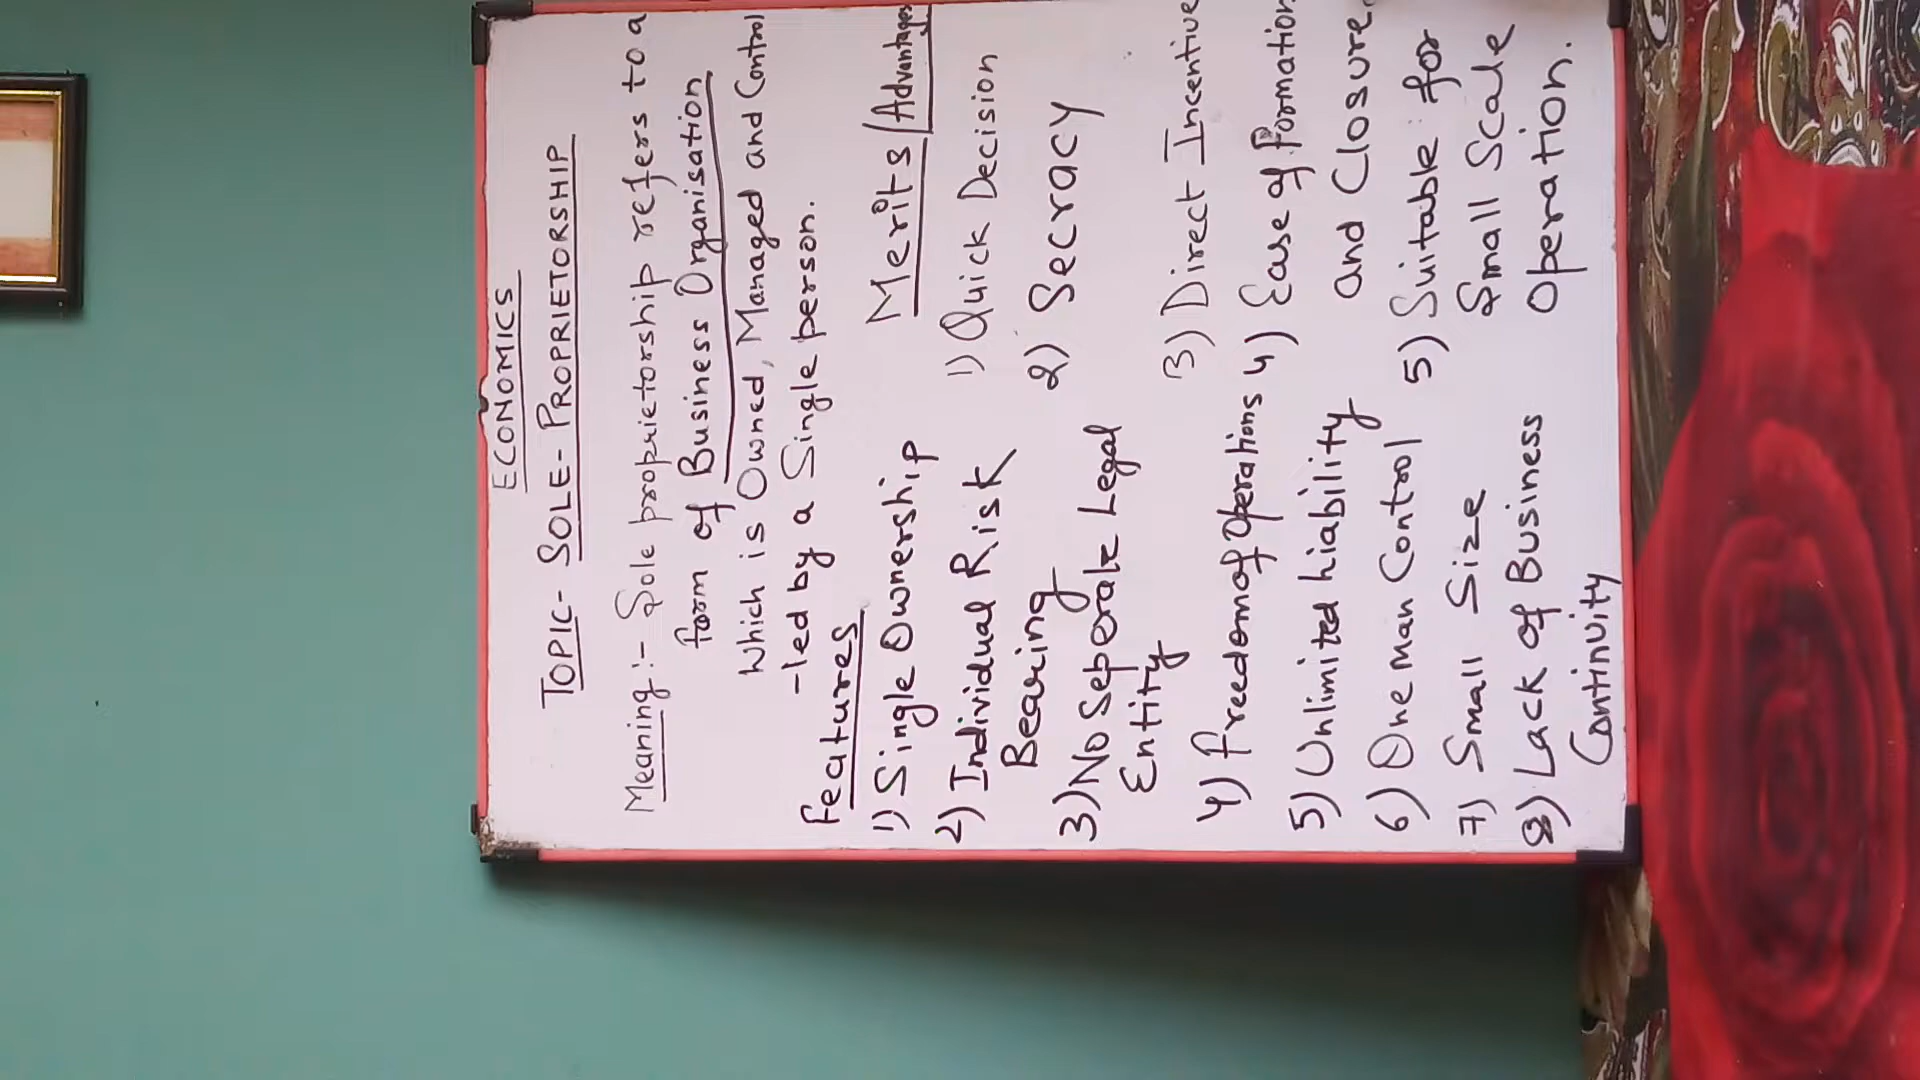 ECONOMICS
TOPIC- SOLE-PROPRIETORSHIP
Meaning:- Sole proprietorship refers to a
form of Business Organisation
which is Owned, Managed and Control
-led by a Single person.
features
1) Single Ownership
2) Individual Risk
Bearing
3) No Seperate Legal
Entity
4) freedom of Operations
5) Unlimited liability
6) One man Control
7) Small Size
8) Lack of Business
Continuity
Merits/Advantages
1) Quick Decision
2) Secracy
3) Direct Incentive
4) Ease of formation
and Closure.
5) Suitable for
Small Scale
Operation.